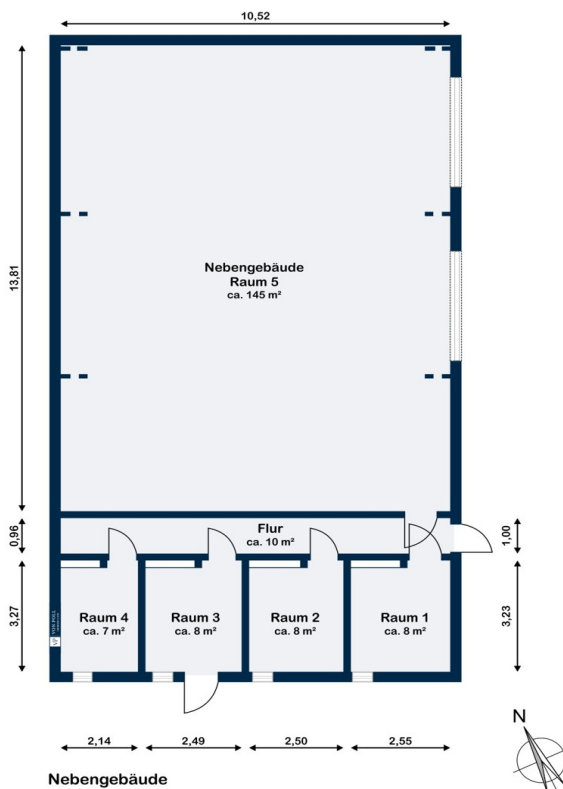 10,52
13,81
Nebengebäude
Raum 5
ca. 145 m²
0,96
Flur
ca. 10 m²
1,00
3,27
Raum 4
ca. 7 m²
Raum 3
ca. 8 m²
Raum 2
ca. 8 m²
Raum 1
ca. 8 m²
3,23
VON POLL
2,14
2,49
2,50
2,55
N
Nebengebäude